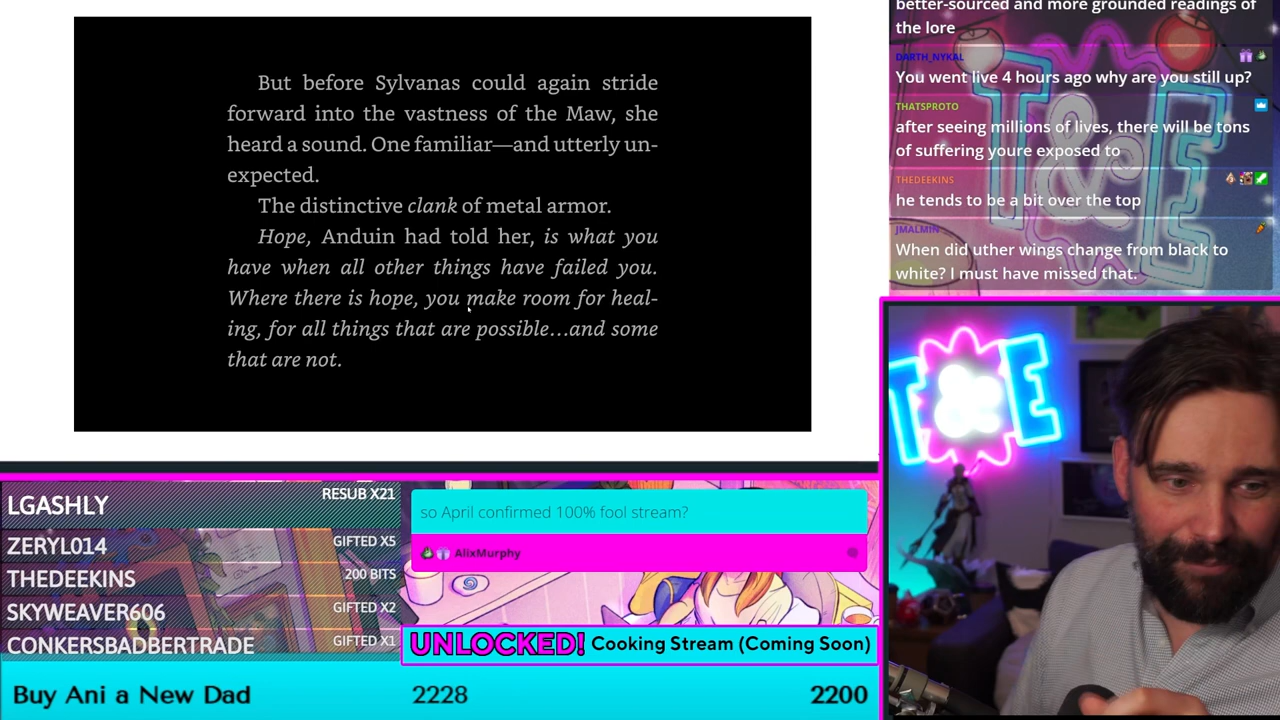 But before Sylvanas could again stride
forward into the vastness of the Maw, she
heard a sound. One familiar—and utterly un-
expected.
The distinctive clank of metal armor.
Hope, Anduin had told her, is what you
have when all other things have failed you.
Where there is hope, you make room for heal-
ing, for all things that are possible…and some
that are not.
better-sourced and more grounded readings of
the lore
DARTH_NYKAL
You went live 4 hours ago why are you still up?
THATSPROTO
after seeing millions of lives, there will be tons
of suffering youre exposed to
THEDEEKINS
he tends to be a bit over the top
JMALMIN
When did uther wings change from black to
white? I must have missed that.
T&E
T&E
LGASHLY RESUB X21
ZERYL014 GIFTED X5
THEDEEKINS 200 BITS
SKYWEAVER606 GIFTED X2
CONKERSBADBERTRADE GIFTED X1
so April confirmed 100% fool stream?
AlixMurphy
UNLOCKED! Cooking Stream (Coming Soon)
Buy Ani a New Dad 2228 2200